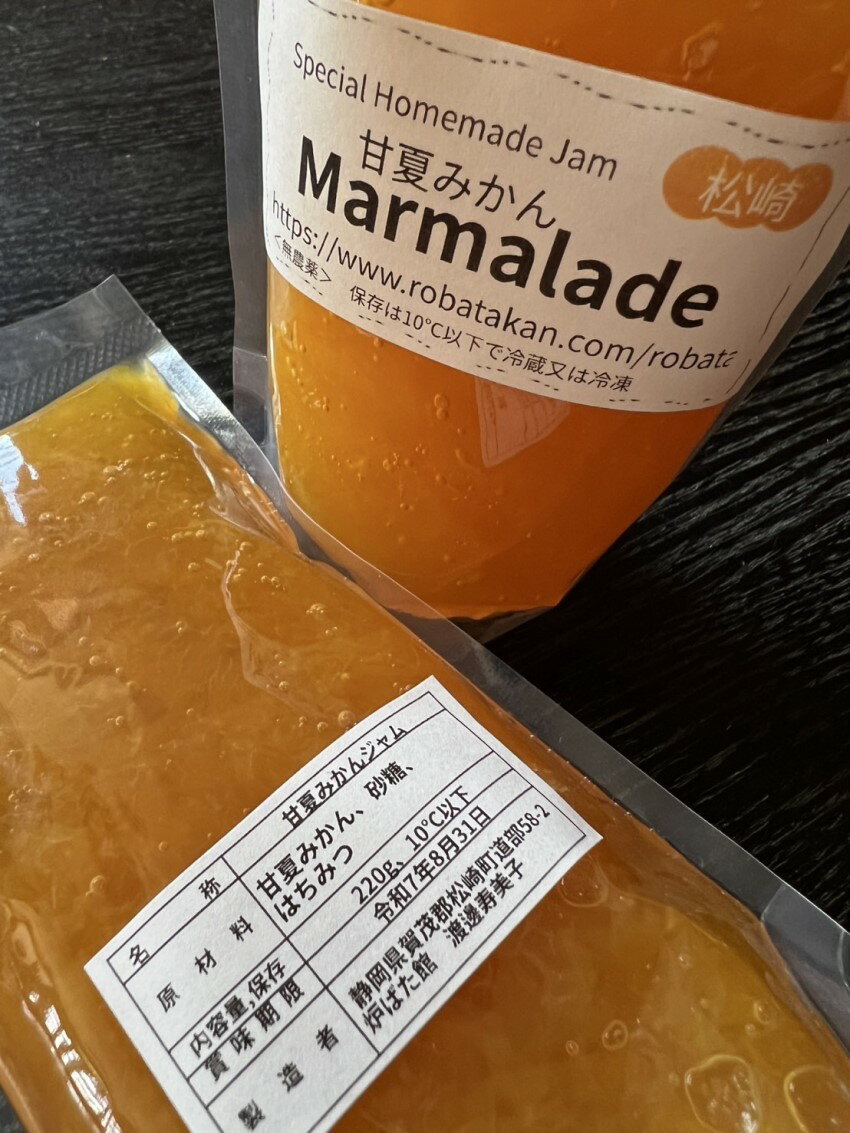 Special Homemade Jam
甘夏みかん
松崎
Marmalade
https://www.robatakan.com/robata
<無農薬>
保存は10℃以下で冷蔵又は冷凍
名 称 甘夏みかんジャム
原 材 料 甘夏みかん、砂糖、
はちみつ
内容量,保存 220g、10℃以下
賞味期限 令和7年8月31日
製 造 者 静岡県賀茂郡松崎町道部58-2
炉ばた館 渡邊寿美子